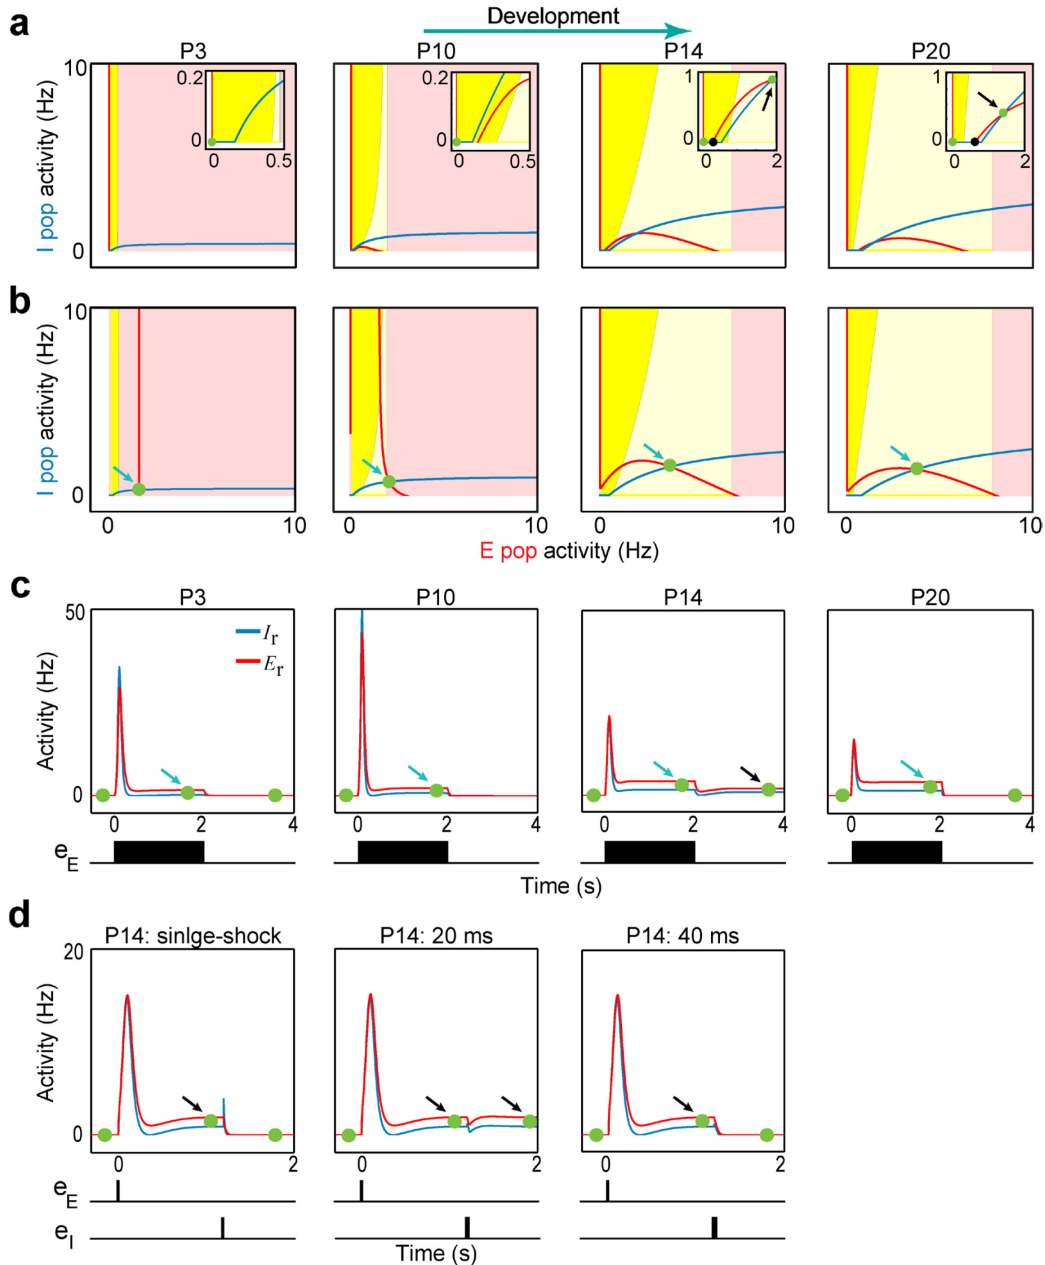 a
Development
P3 P10 P14 P20
I pop activity (Hz)
10
0
0.2
0
0 0.5
0.2
0
0 0.5
1
0
0 2
1
0
0 2
b
I pop activity (Hz)
10
0
0 10
0 10
0 10
0 10
E pop activity (Hz)
c
P3 P10 P14 P20
Activity (Hz)
50
0
Ir
Er
0 2 4
0 2 4
0 2 4
0 2 4
eE
Time (s)
d
P14: sinlge-shock P14: 20 ms P14: 40 ms
Activity (Hz)
20
0
0 2
0 2
0 2
eE
eI
Time (s)